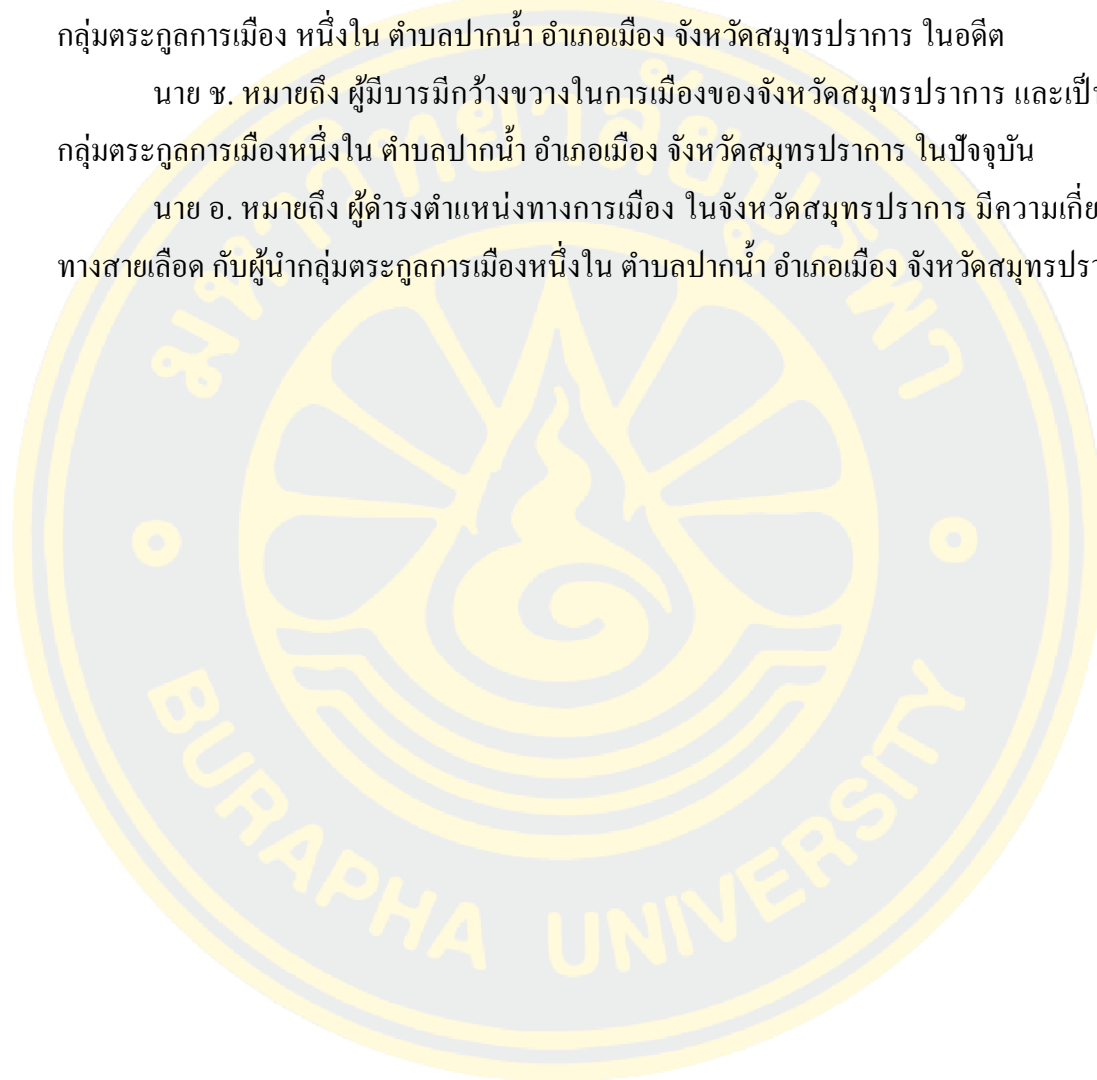 กลุ่มตระกูลการเมือง หนึ่งใน ตำบลปากน้ำ อำเภอเมือง จังหวัดสมุทรปราการ ในอดีต
นาย ช. หมายถึง ผู้มีบารมีกว้างขวางในการเมืองของจังหวัดสมุทรปราการ และเป็น
กลุ่มตระกูลการเมืองหนึ่งใน ตำบลปากน้ำ อำเภอเมือง จังหวัดสมุทรปราการ ในปัจจุบัน
นาย อ. หมายถึง ผู้ดำรงตำแหน่งทางการเมือง ในจังหวัดสมุทรปราการ มีความเกี่ย
ทางสายเลือด กับผู้นำกลุ่มตระกูลการเมืองหนึ่งใน ตำบลปากน้ำ อำเภอเมือง จังหวัดสมุทรปรา
มหาวิทยาลัยบูรพา
BURAPHA UNIVERSITY